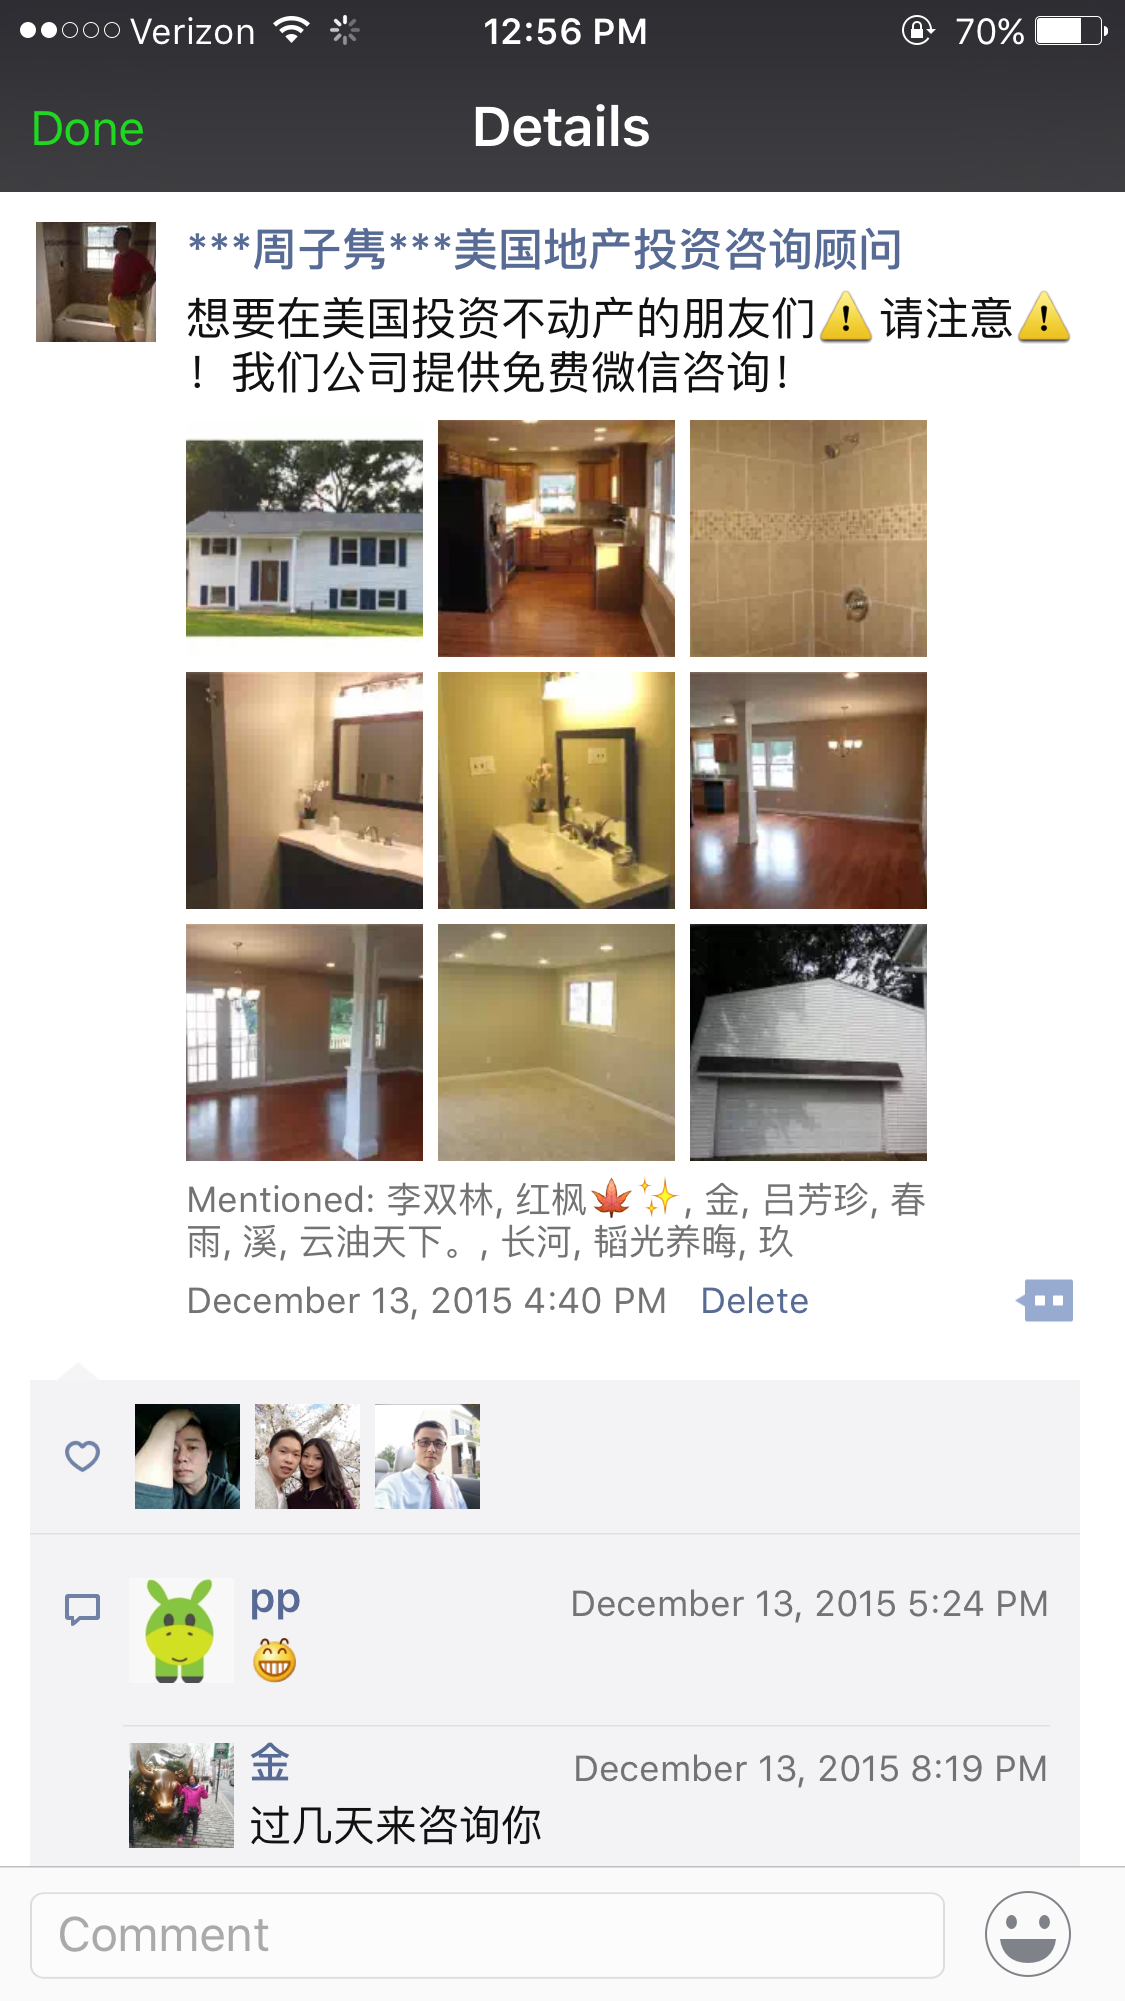 Verizon 12:56 PM 70%
Done Details
***周子隽***美国地产投资咨询顾问
想要在美国投资不动产的朋友们⚠️请注意⚠️
！我们公司提供免费微信咨询！
Mentioned: 李双林, 红枫🍁✨, 金, 吕芳珍, 春
雨, 溪, 云油天下。, 长河, 韬光养晦, 玖
December 13, 2015 4:40 PM Delete
pp December 13, 2015 5:24 PM
😁
金 December 13, 2015 8:19 PM
过几天来咨询你
Comment